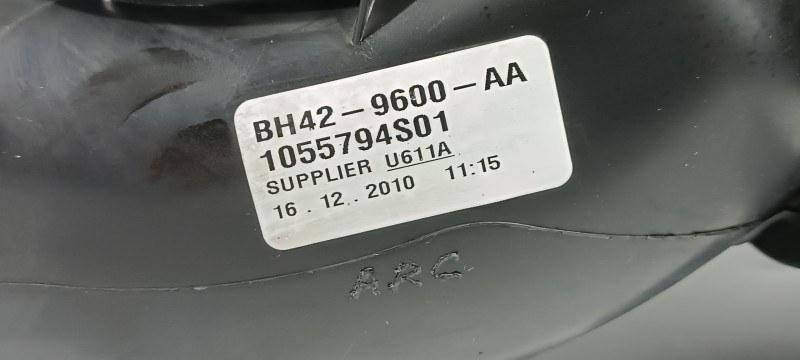 BH42-9600-AA
1055794S01
SUPPLIER U611A
16.12..2010 11:15
ARC